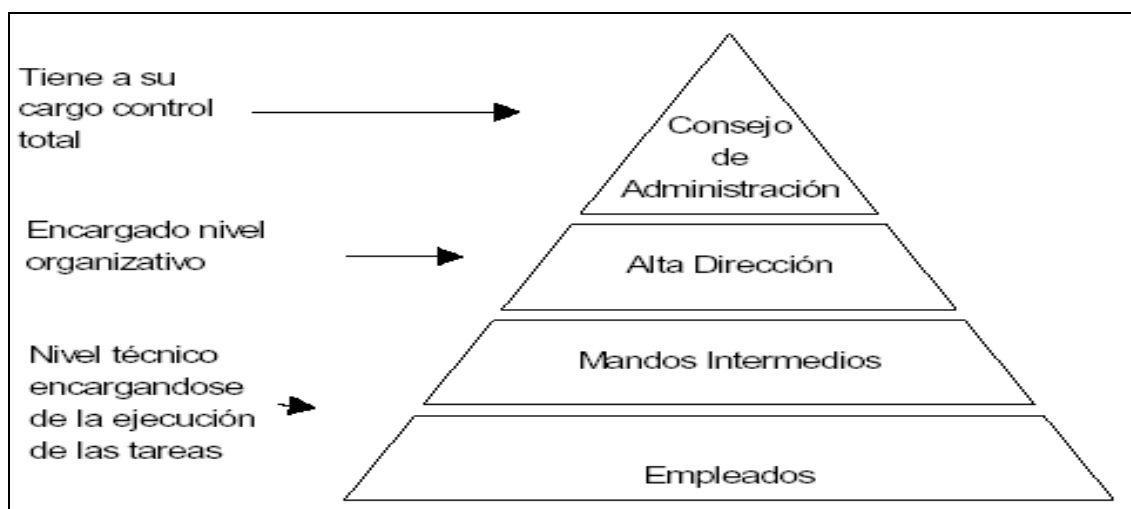 Tiene a su
cargo control
total
Consejo
de
Administración
Encargado nivel
organizativo
Alta Dirección
Nivel técnico
encargandose
de la ejecución
de las tareas
Mandos Intermedios
Empleados